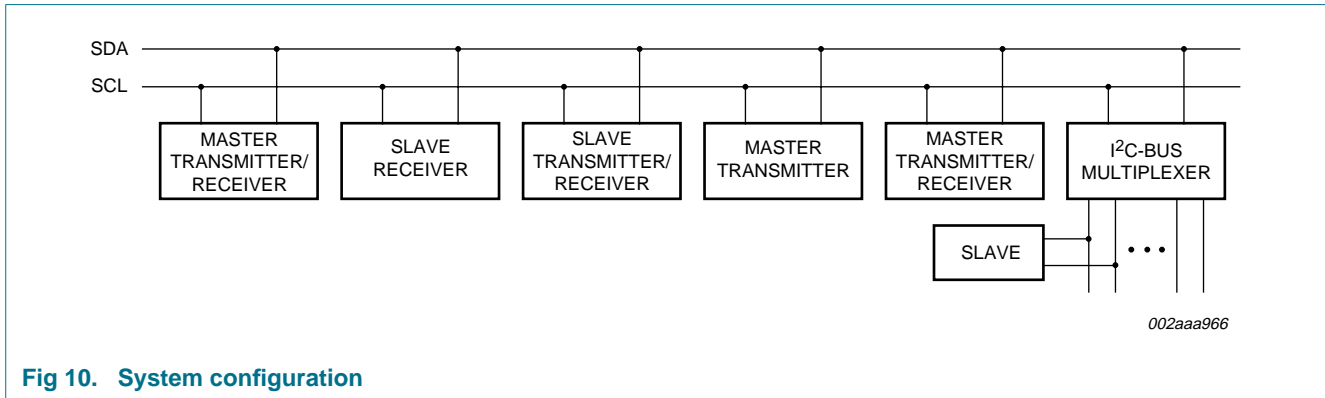 SDA
SCL
MASTER
TRANSMITTER/
RECEIVER
SLAVE
RECEIVER
SLAVE
TRANSMITTER/
RECEIVER
MASTER
TRANSMITTER
MASTER
TRANSMITTER/
RECEIVER
I²C-BUS
MULTIPLEXER
SLAVE
002aaa966
Fig 10. System configuration